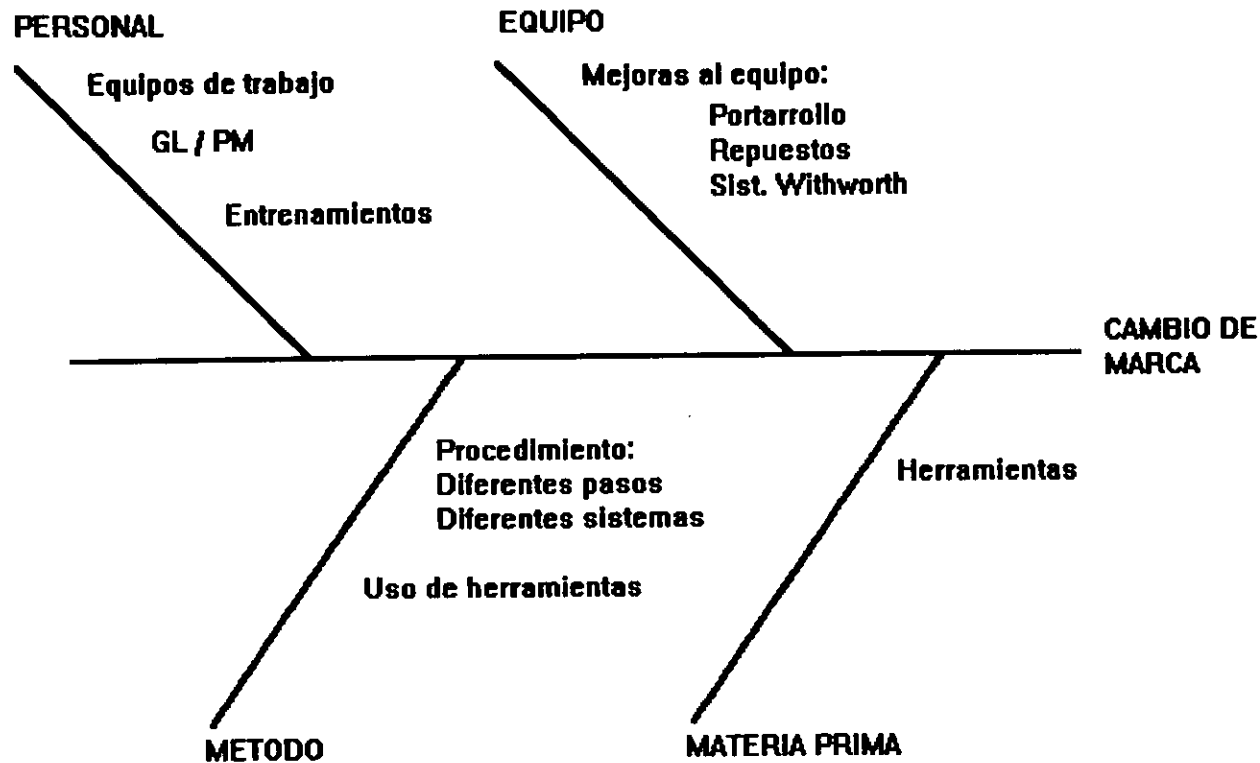 PERSONAL
Equipos de trabajo
GL / PM
Entrenamientos
EQUIPO
Mejoras al equipo:
Portarrollo
Repuestos
Sist. Withworth
CAMBIO DE
MARCA
Procedimiento:
Diferentes pasos
Diferentes sistemas
Uso de herramientas
METODO
Herramientas
MATERIA PRIMA